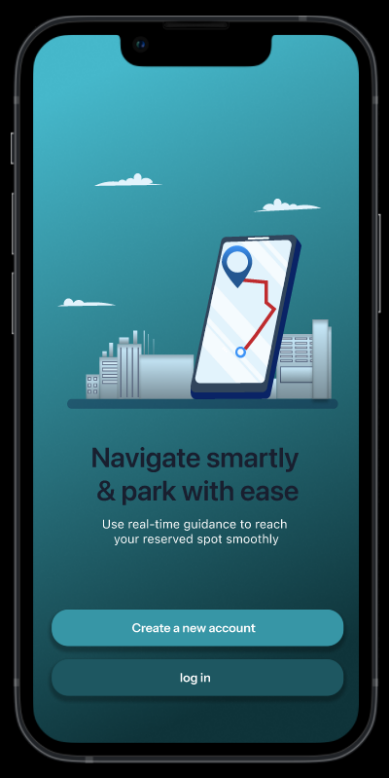 Navigate smartly
& park with ease
Use real-time guidance to reach
your reserved spot smoothly
Create a new account
log in